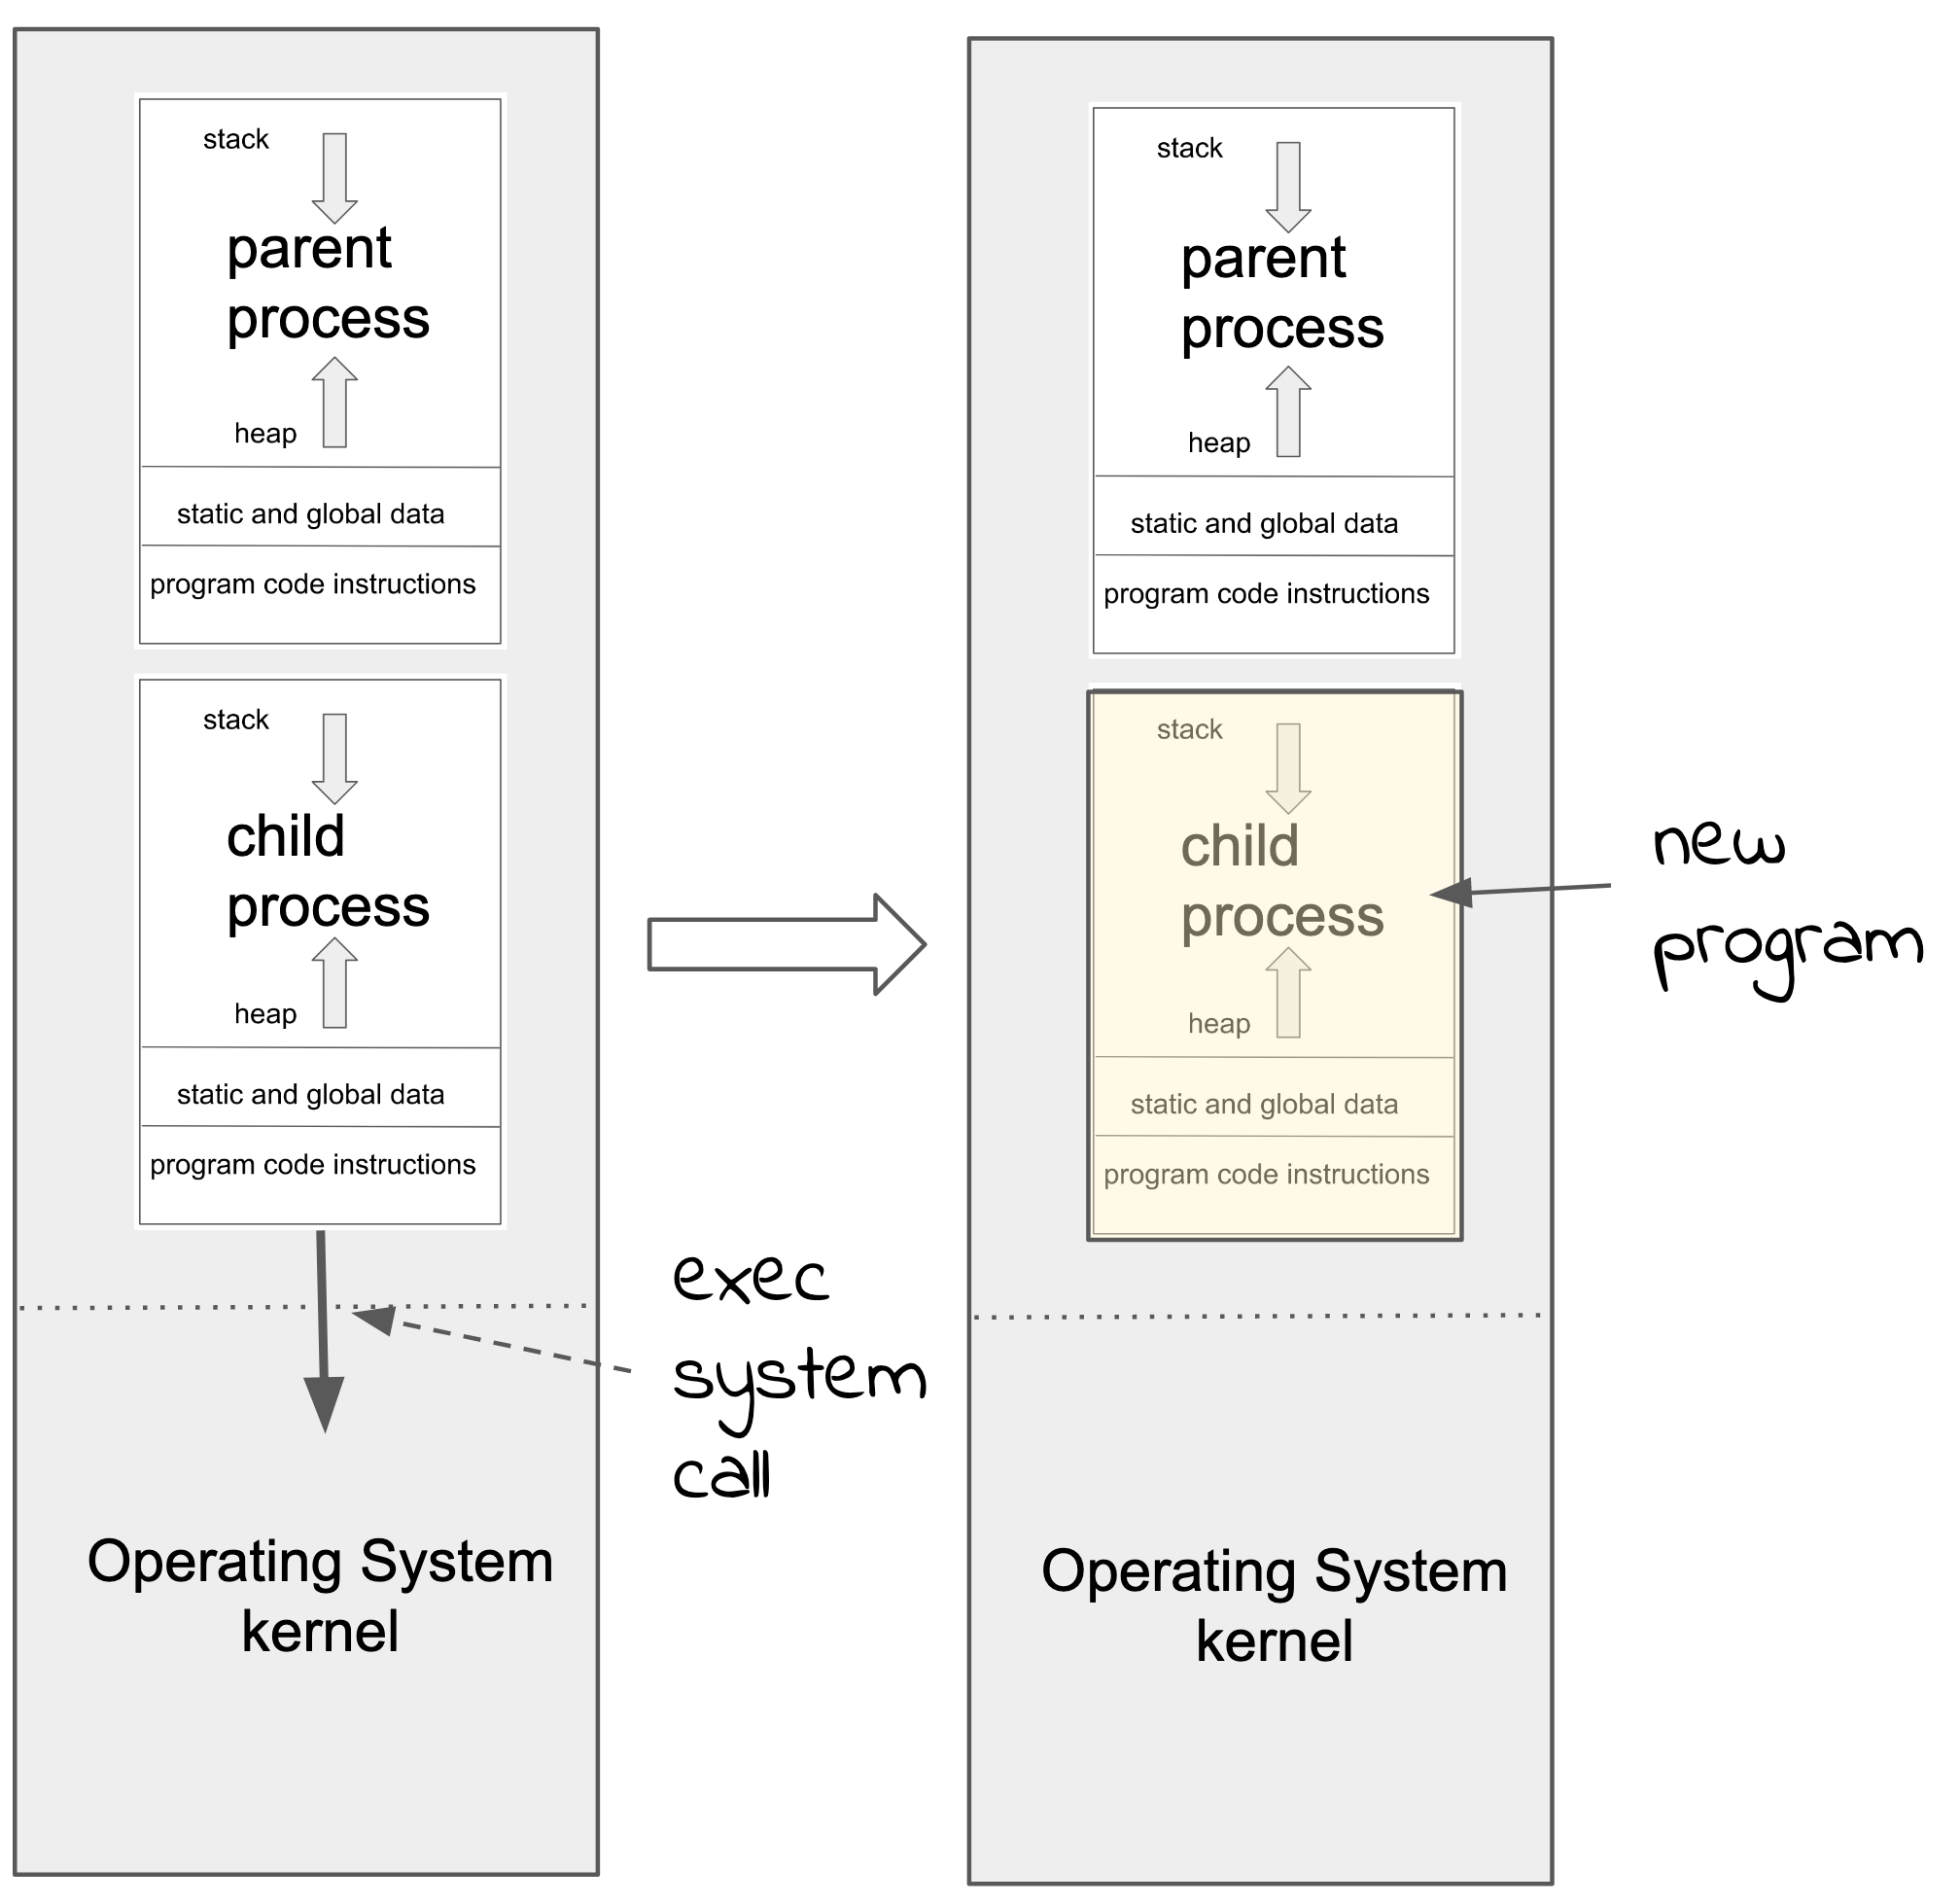 stack
parent
process
heap
static and global data
program code instructions
stack
child
process
heap
static and global data
program code instructions
exec
system
call
Operating System
kernel
stack
parent
process
heap
static and global data
program code instructions
stack
child
process
heap
static and global data
program code instructions
new
program
Operating System
kernel